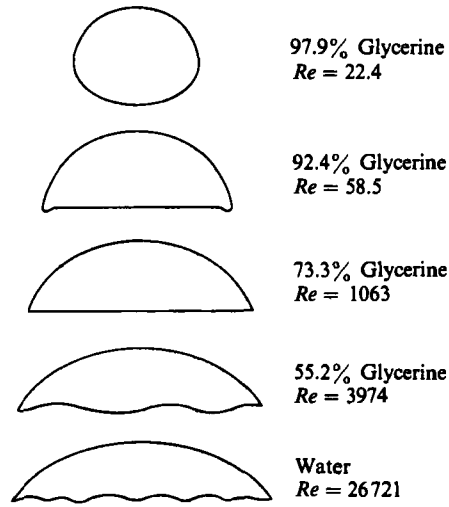 97.9% Glycerine
Re = 22.4
92.4% Glycerine
Re = 58.5
73.3% Glycerine
Re = 1063
55.2% Glycerine
Re = 3974
Water
Re = 26721